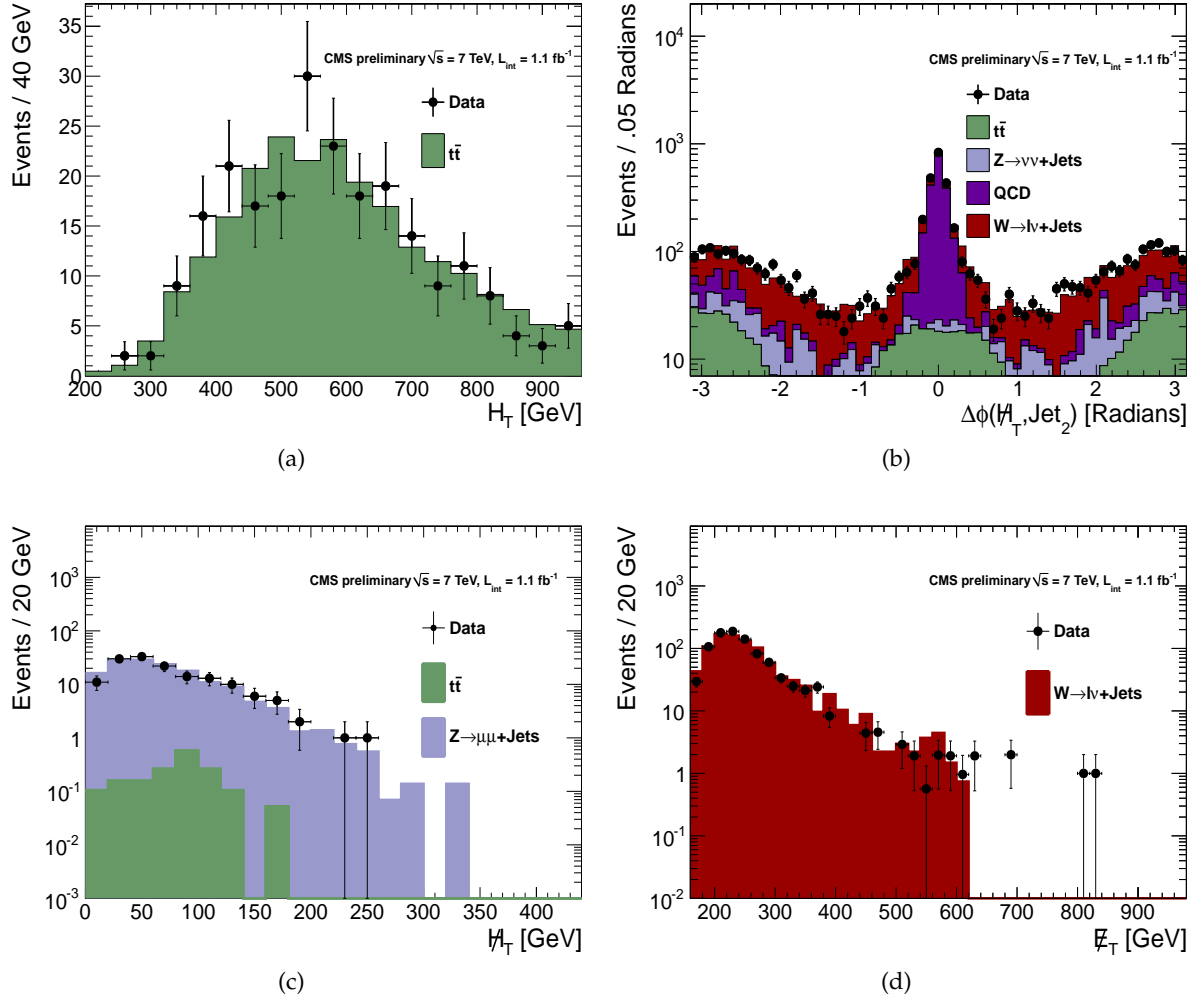 Events / 40 GeV
35
30
25
20
15
10
5
0
200 300 400 500 600 700 800 900
H_T [GeV]
CMS preliminary √s = 7 TeV, L_int = 1.1 fb⁻¹
Data
tt̄
(a)
Events / .05 Radians
10⁴
10³
10²
10
-3 -2 -1 0 1 2 3
Δϕ(H̸_T,Jet₂) [Radians]
CMS preliminary √s = 7 TeV, L_int = 1.1 fb⁻¹
Data
tt̄
Z→νν+Jets
QCD
W→lν+Jets
(b)
Events / 20 GeV
10³
10²
10
1
10⁻¹
10⁻²
10⁻³
0 50 100 150 200 250 300 350 400
H̸_T [GeV]
CMS preliminary √s = 7 TeV, L_int = 1.1 fb⁻¹
Data
tt̄
Z→μμ+Jets
(c)
Events / 20 GeV
10³
10²
10
1
10⁻¹
10⁻²
200 300 400 500 600 700 800 900
E̸_T [GeV]
CMS preliminary √s = 7 TeV, L_int = 1.1 fb⁻¹
Data
W→lν+Jets
(d)